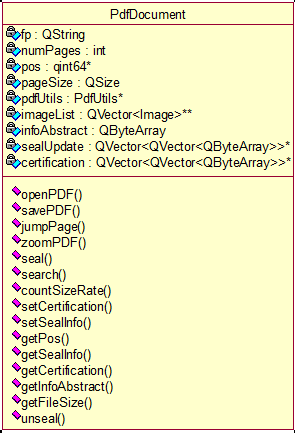 PdfDocument
fp : QString
numPages : int
pos : qint64*
pageSize : QSize
pdfUtils : PdfUtils*
imageList : QVector<Image>**
infoAbstract : QByteArray
sealUpdate : QVector<QVector<QByteArray>>*
certification : QVector<QVector<QByteArray>>*
openPDF()
savePDF()
jumpPage()
zoomPDF()
seal()
search()
countSizeRate()
setCertification()
setSealInfo()
getPos()
getSealInfo()
getCertification()
getInfoAbstract()
getFileSize()
unseal()